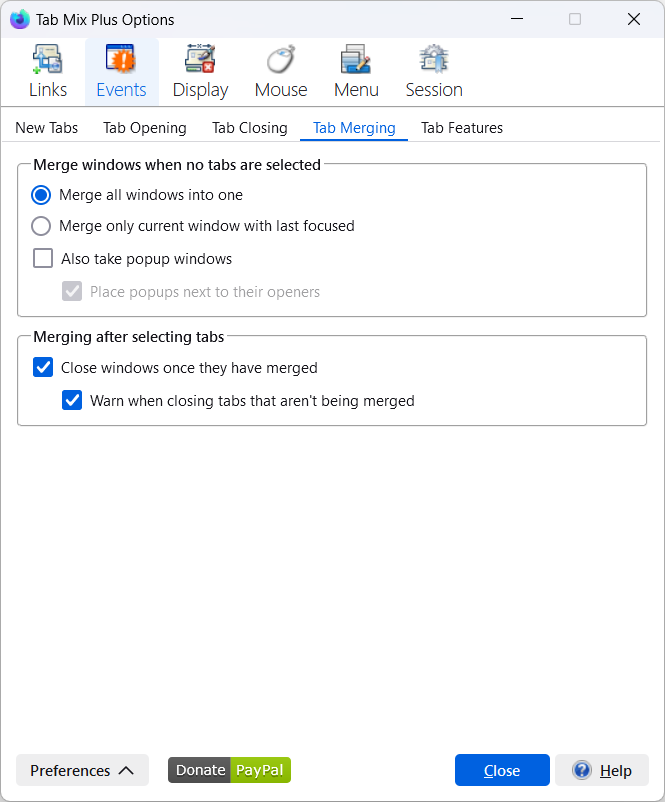 Tab Mix Plus Options
Links Events Display Mouse Menu Session
New Tabs Tab Opening Tab Closing Tab Merging Tab Features
Merge windows when no tabs are selected
Merge all windows into one
Merge only current window with last focused
Also take popup windows
Place popups next to their openers
Merging after selecting tabs
Close windows once they have merged
Warn when closing tabs that aren't being merged
Preferences Donate PayPal Close Help